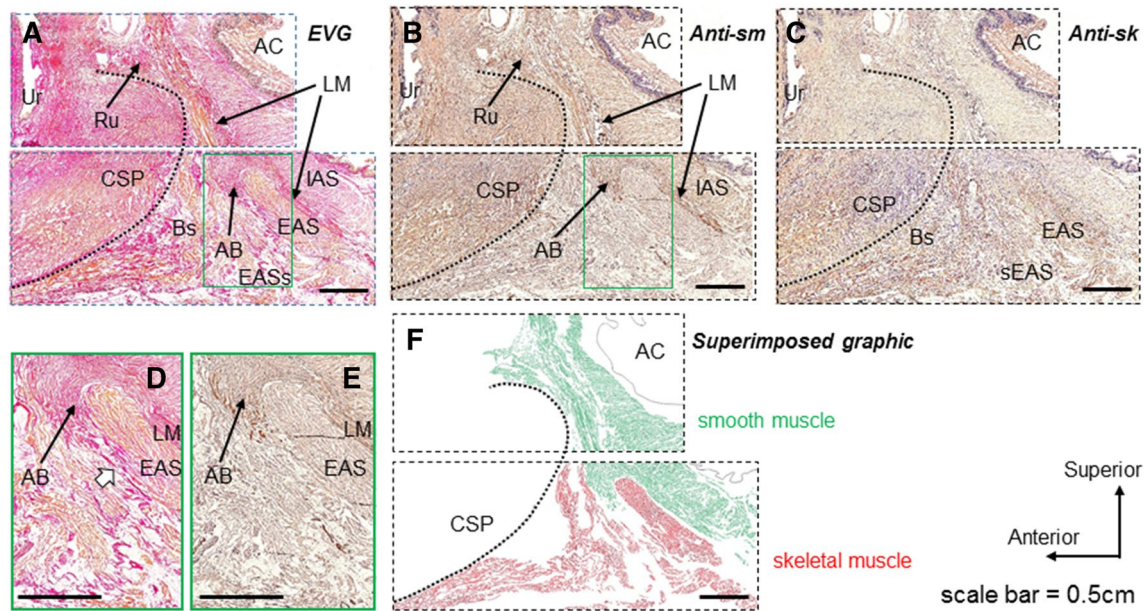 A
EVG
AC
Ur
Ru
LM
CSP
IAS
Bs
AB
EAS
EASs
B
Anti-sm
AC
Ur
Ru
LM
CSP
IAS
AB
C
Anti-sk
AC
Ur
CSP
Bs
EAS
sEAS
D
AB
LM
EAS
E
AB
LM
EAS
F
Superimposed graphic
AC
smooth muscle
CSP
skeletal muscle
Superior
Anterior
scale bar = 0.5cm